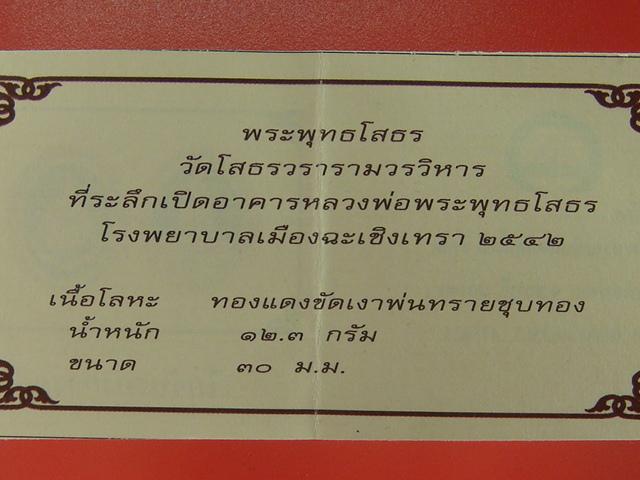 พระพุทธโสธร
วัดโสธรวรารามวรวิหาร
ที่ระลึกเปิดอาคารหลวงพ่อพระพุทธโสธร
โรงพยาบาลเมืองฉะเชิงเทรา ๒๕๔๒
เนื้อโลหะ ทองแดงขัดเงาพ่นทรายชุบทอง
น้ำหนัก ๑๒.๓ กรัม
ขนาด ๓๐ ม.ม.